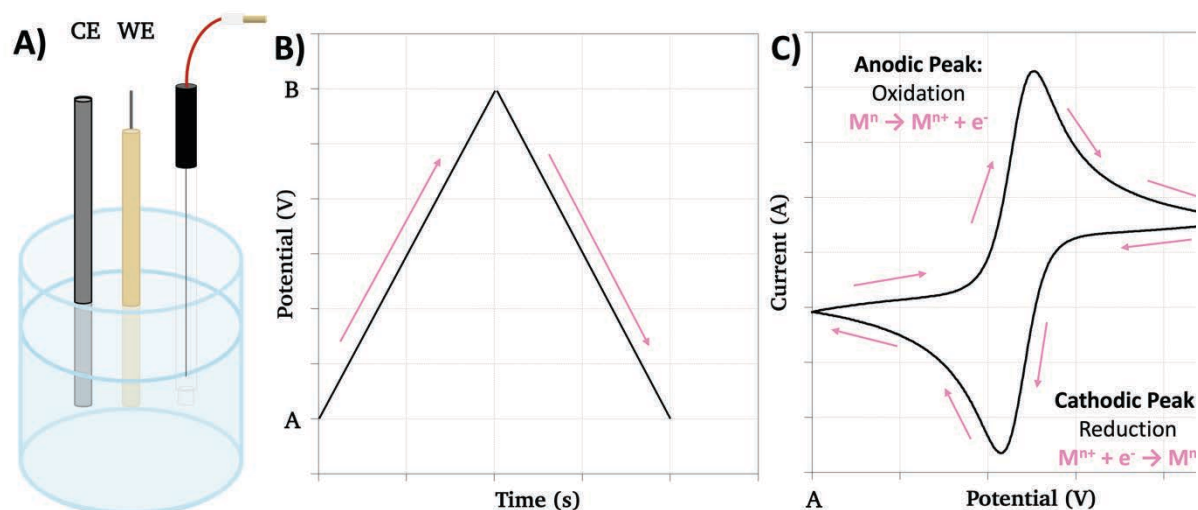 A)
CE WE
B)
B
Potential (V)
A
Time (s)
C)
Anodic Peak:
Oxidation
Mⁿ → Mⁿ⁺ + e⁻
Current (A)
Cathodic Peak
Reduction
Mⁿ⁺ + e⁻ → Mⁿ
A
Potential (V)